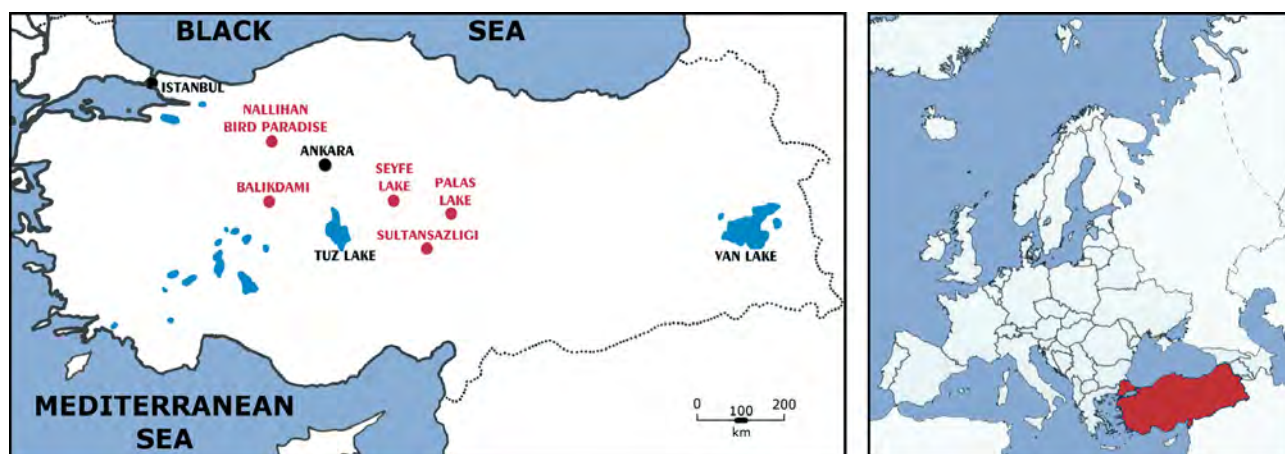 BLACK SEA
ISTANBUL
NALLIHAN
BIRD PARADISE
ANKARA
BALIKDAMI
SEYFE
LAKE
PALAS
LAKE
SULTANSAZLIGI
TUZ LAKE
VAN LAKE
MEDITERRANEAN
SEA
0 100 200
km